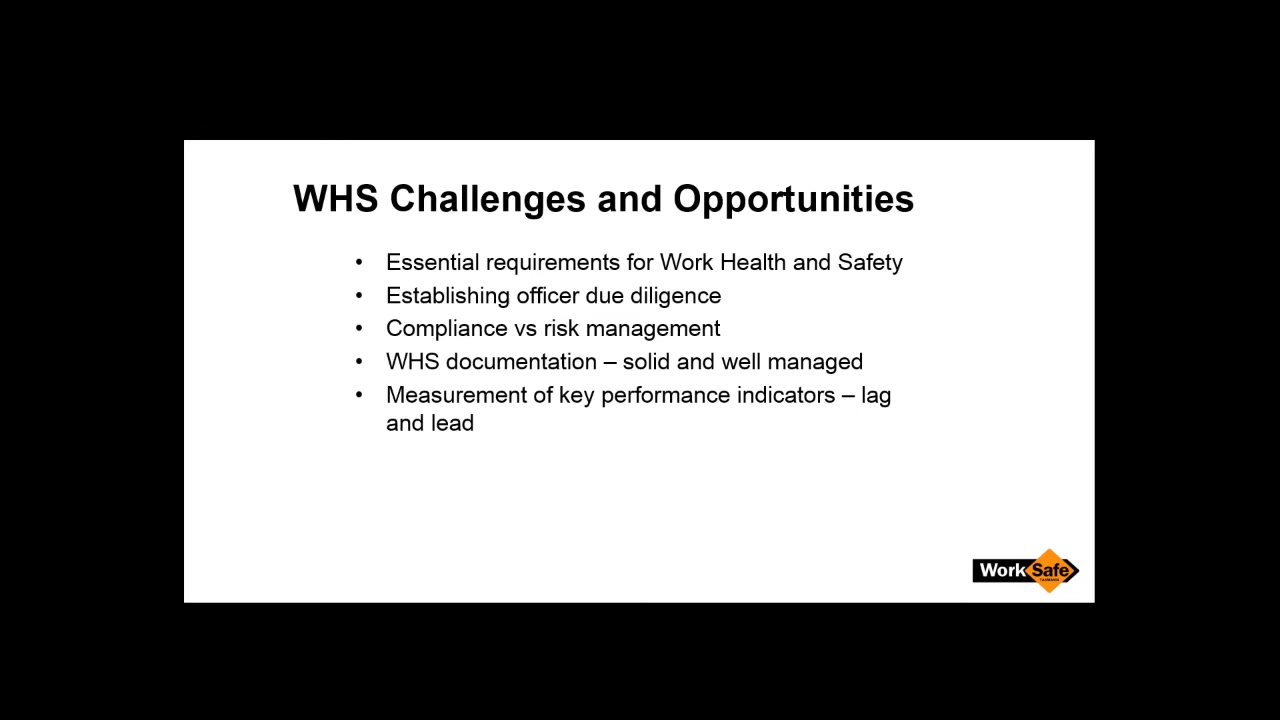 WHS Challenges and Opportunities
• Essential requirements for Work Health and Safety
• Establishing officer due diligence
• Compliance vs risk management
• WHS documentation – solid and well managed
• Measurement of key performance indicators – lag
and lead
WorkSafe
TASMANIA